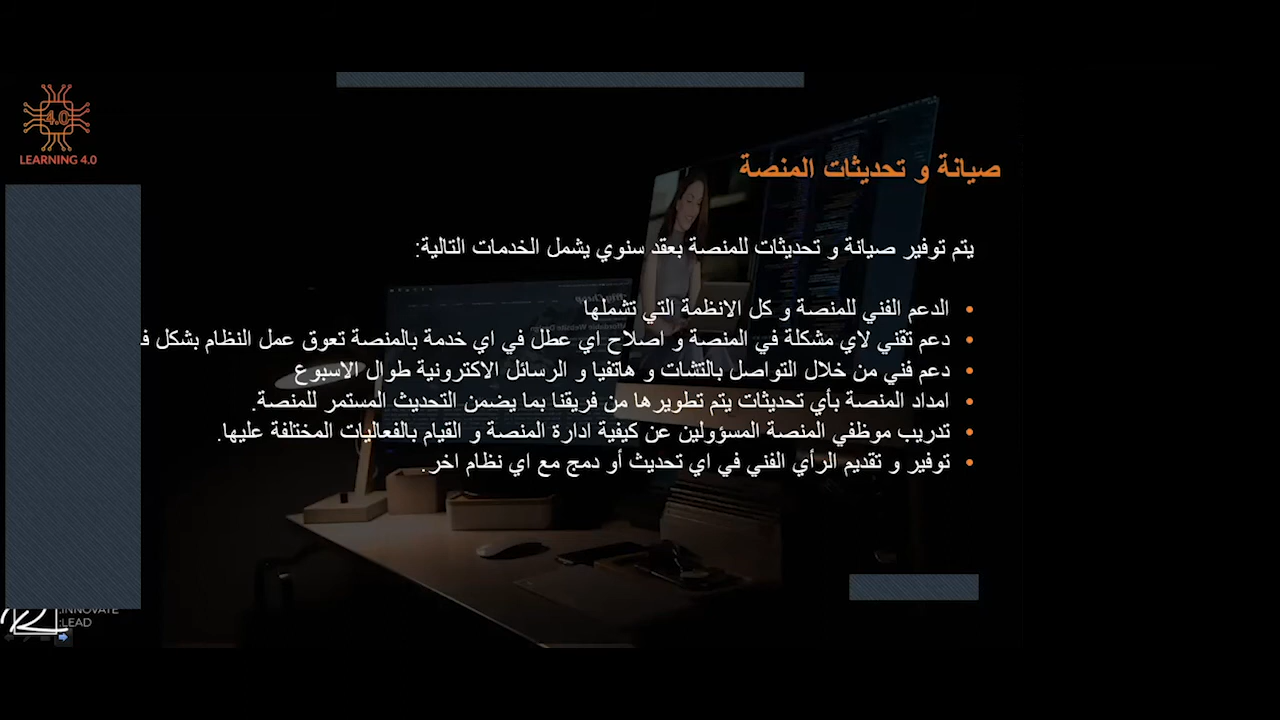 4.0
LEARNING 4.0
صيانة و تحديثات المنصة
يتم توفير صيانة و تحديثات للمنصة بعقد سنوي يشمل الخدمات التالية:
الدعم الفني للمنصة و كل الانظمة التي تشملها
دعم تقني لاي مشكلة في المنصة و اصلاح اي عطل في اي خدمة بالمنصة تعوق عمل النظام بشكل
دعم فني من خلال التواصل بالتشات و هاتفيا و الرسائل الاكترونية طوال الاسبوع
امداد المنصة بأي تحديثات يتم تطويرها من فريقنا بما يضمن التحديث المستمر للمنصة.
تدريب موظفي المنصة المسؤولين عن كيفية ادارة المنصة و القيام بالفعاليات المختلفة عليها.
توفير و تقديم الرأي الفني في اي تحديث أو دمج مع اي نظام اخر.
:INNOVATE
:LEAD